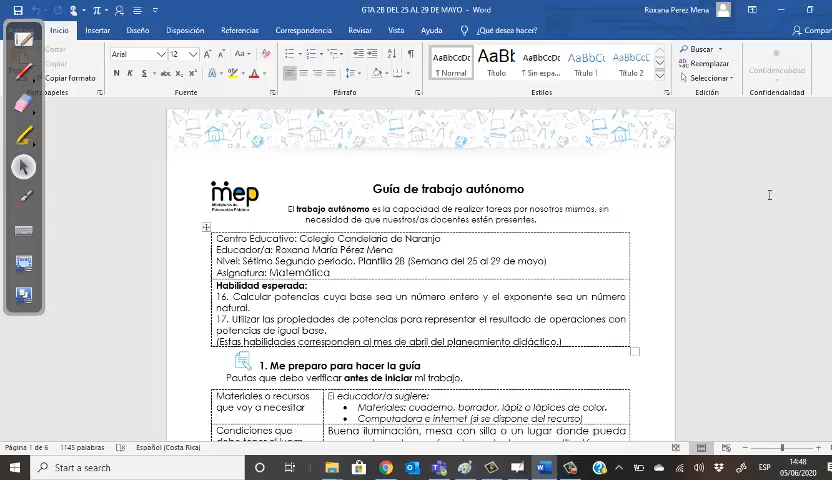 GTA 2B DEL 25 AL 29 DE MAYO - Word
Roxana Perez Mena
Inicio Insertar Diseño Disposición Referencias Correspondencia Revisar Vista Ayuda ¿Qué desea hacer?
Cortar
Copiar
Copiar formato
Arial 12
N K S
AaBbCcDc AaBb AaBbCcDc AaBbCcC AaBbCcD
¶ Normal Título ¶ Sin espa... Título 1 Título 2
Buscar
Reemplazar
Seleccionar
Confidencialidad
Fuente Párrafo Estilos Edición Confidencialidad
mep
Ministerio de
Educación Pública
Guía de trabajo autónomo
El trabajo autónomo es la capacidad de realizar tareas por nosotros mismos, sin
necesidad de que nuestros/as docentes estén presentes.
Centro Educativo: Colegio Candelaria de Naranjo
Educador/a: Roxana María Pérez Mena
Nivel: Sétimo Segundo periodo. Plantilla 2B (Semana del 25 al 29 de mayo)
Asignatura: Matemática
Habilidad esperada:
16. Calcular potencias cuya base sea un número entero y el exponente sea un número
natural.
17. Utilizar las propiedades de potencias para representar el resultado de operaciones con
potencias de igual base.
(Estas habilidades corresponden al mes de abril del planeamiento didáctico.)
1. Me preparo para hacer la guía
Pautas que debo verificar antes de iniciar mi trabajo.
Materiales o recursos
que voy a necesitar
El educador/a sugiere:
• Materiales: cuaderno, borrador, lápiz o lápices de color.
• Computadora e internet (si se dispone del recurso)
Condiciones que
Buena iluminación, mesa con silla o un lugar donde pueda
Página 1 de 6 1145 palabras Español (Costa Rica)
Start a search
ESP
14:48
05/06/2020